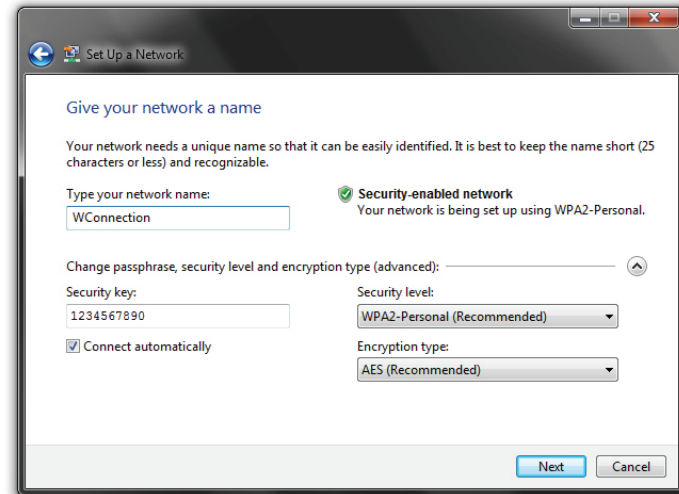 Set Up a Network
Give your network a name
Your network needs a unique name so that it can be easily identified. It is best to keep the name short (25
characters or less) and recognizable.
Type your network name:
WConnection
Security-enabled network
Your network is being set up using WPA2-Personal.
Change passphrase, security level and encryption type (advanced):
Security key:
1234567890
Connect automatically
Security level:
WPA2-Personal (Recommended)
Encryption type:
AES (Recommended)
Next
Cancel